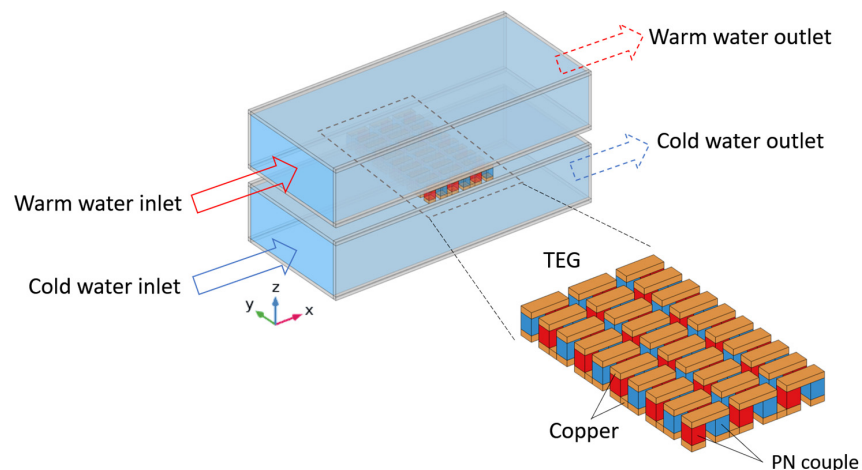 Warm water outlet
Cold water outlet
Warm water inlet
Cold water inlet
z
y
x
TEG
Copper
PN couple